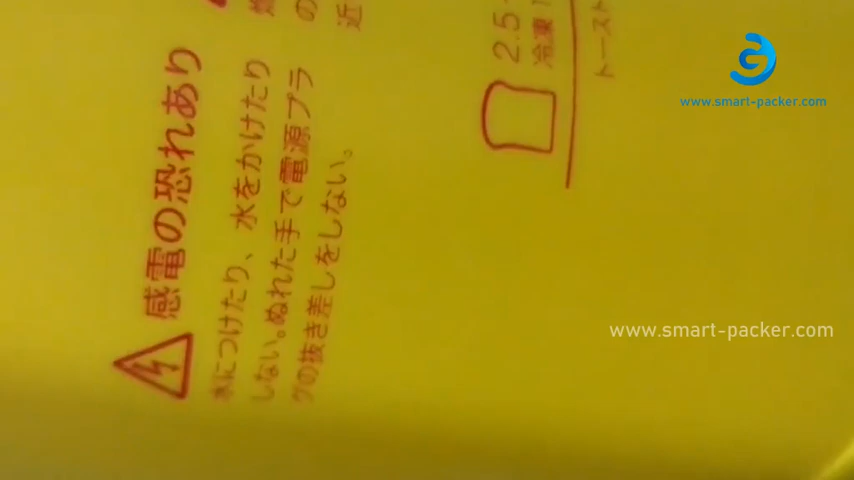 感電の恐れあり
水につけたり、水をかけたり
しない。ぬれた手で電源プラ
グの抜き差しをしない。
の
近
2.5
冷凍
トースト
www.smart-packer.com
www.smart-packer.com